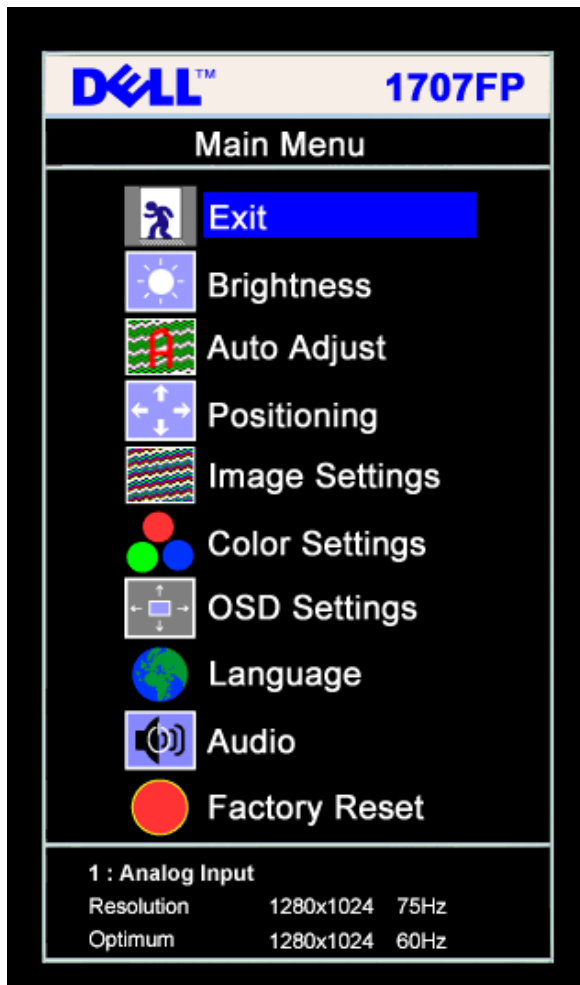 DELL™ 1707FP
Main Menu
Exit
Brightness
Auto Adjust
Positioning
Image Settings
Color Settings
OSD Settings
Language
Audio
Factory Reset
1 : Analog Input
Resolution 1280x1024 75Hz
Optimum 1280x1024 60Hz